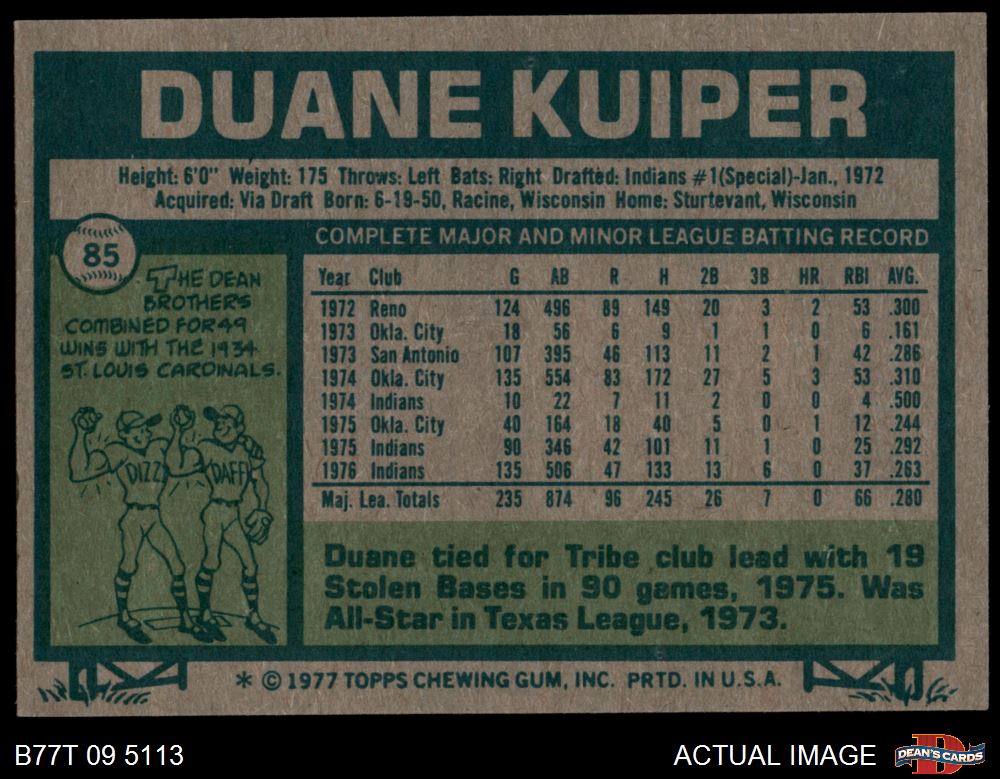 DUANE KUIPER
Height: 6'0" Weight: 175 Throws: Left Bats: Right Drafted: Indians #1(Special)-Jan., 1972
Acquired: Via Draft Born: 6-19-50, Racine, Wisconsin Home: Sturtevant, Wisconsin
85
THE DEAN
BROTHERS
COMBINED FOR 49
WINS WITH THE 1934
ST. LOUIS CARDINALS.
DIZZ
DAFF
COMPLETE MAJOR AND MINOR LEAGUE BATTING RECORD
Year Club G AB R H 2B 3B HR RBI AVG.
1972 Reno 124 496 89 149 20 3 2 53 .300
1973 Okla. City 18 56 6 9 1 1 0 6 .161
1973 San Antonio 107 395 46 113 11 2 1 42 .286
1974 Okla. City 135 554 83 172 27 5 3 53 .310
1974 Indians 10 22 7 11 2 0 0 4 .500
1975 Okla. City 40 164 18 40 5 0 1 12 .244
1975 Indians 90 346 42 101 11 1 0 25 .292
1976 Indians 135 506 47 133 13 6 0 37 .263
Maj. Lea. Totals 235 874 96 245 26 7 0 66 .280
Duane tied for Tribe club lead with 19
Stolen Bases in 90 games, 1975. Was
All-Star in Texas League, 1973.
* © 1977 TOPPS CHEWING GUM, INC. PRTD. IN U.S.A.
B77T 09 5113
ACTUAL IMAGE
DEAN'S CARDS